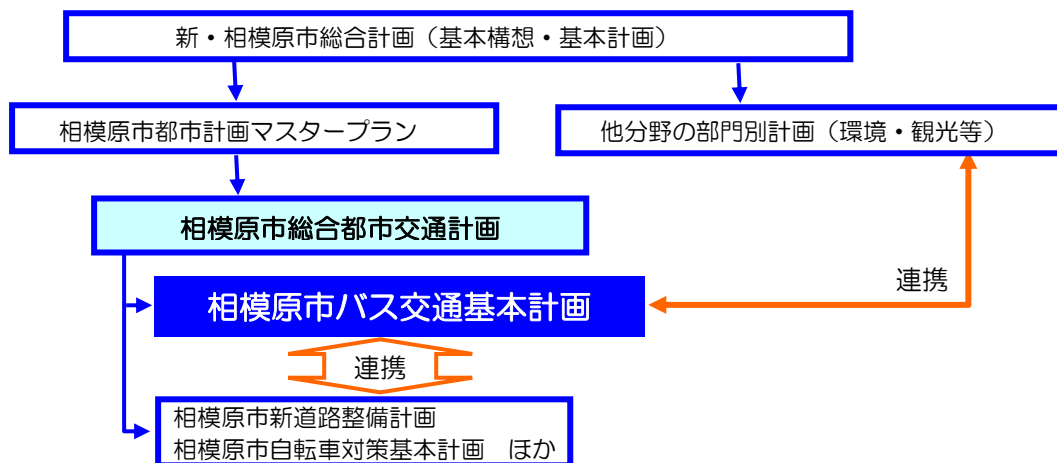 新・相模原市総合計画（基本構想・基本計画）
相模原市都市計画マスタープラン
他分野の部門別計画（環境・観光等）
相模原市総合都市交通計画
連携
相模原市バス交通基本計画
連携
相模原市新道路整備計画
相模原市自転車対策基本計画　ほか